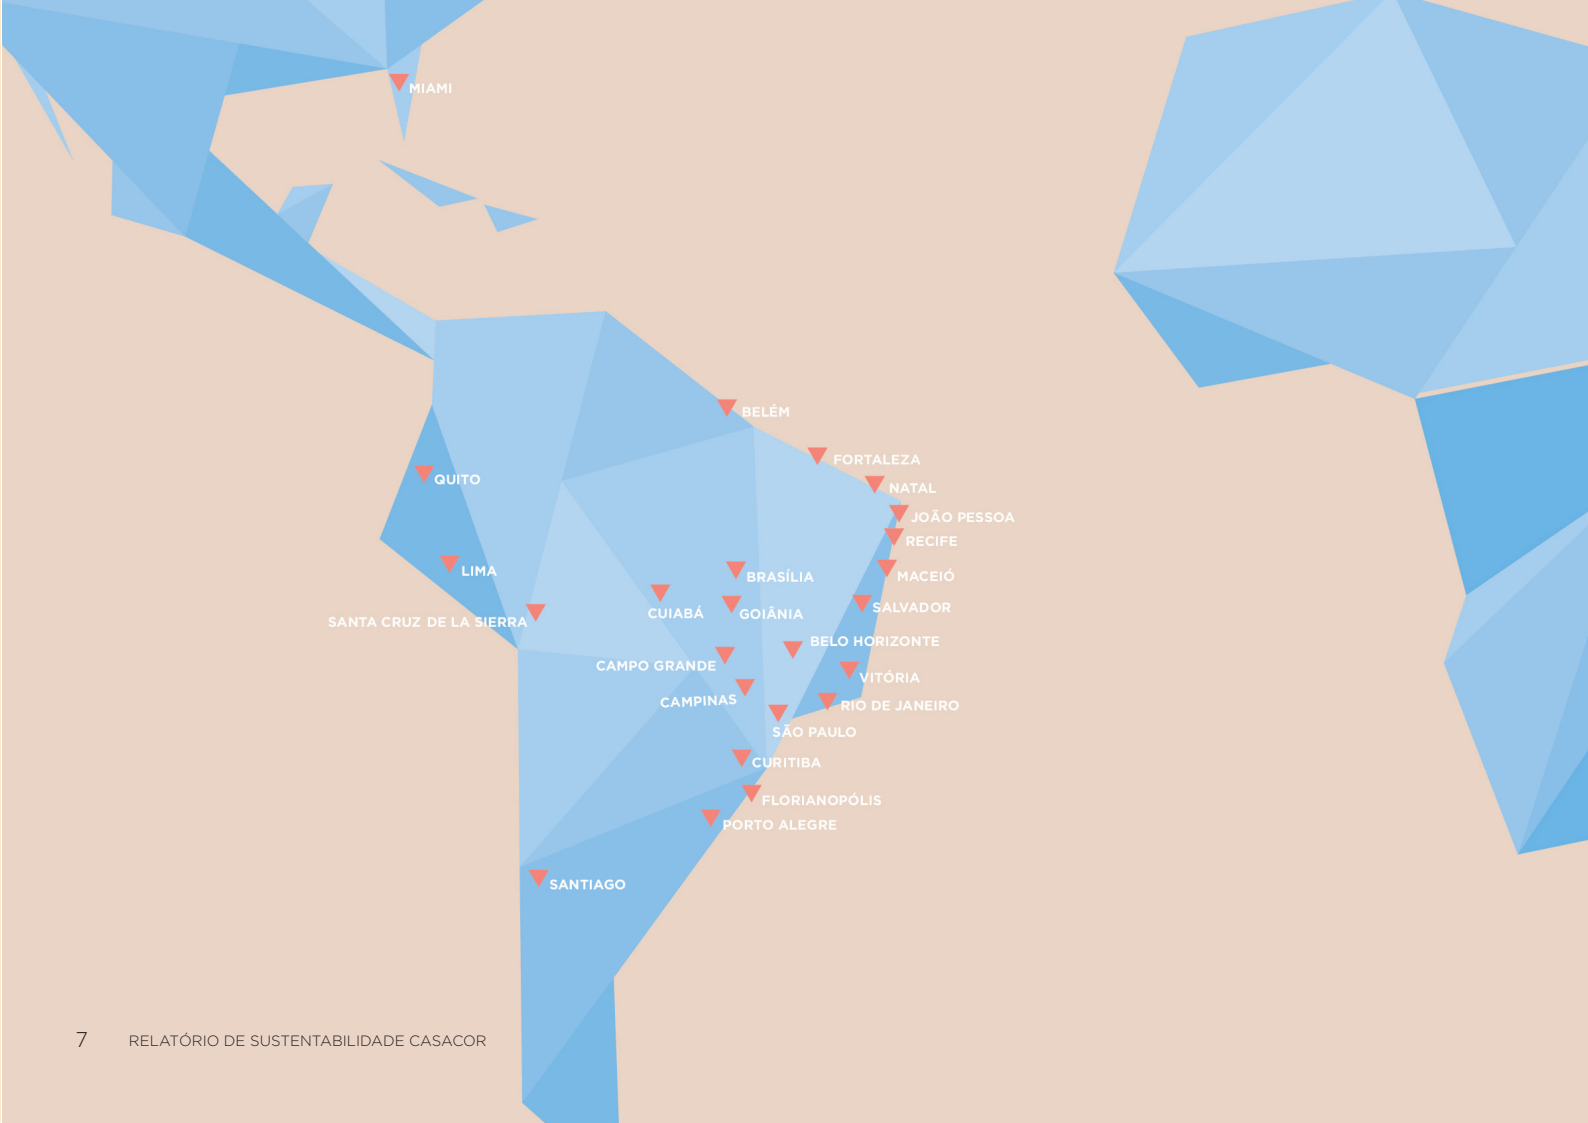 MIAMI
BELÉM
FORTALEZA
QUITO
NATAL
JOÃO PESSOA
RECIFE
LIMA
BRASÍLIA
MACEIÓ
CUIABÁ
GOIÂNIA
SALVADOR
SANTA CRUZ DE LA SIERRA
BELO HORIZONTE
CAMPO GRANDE
VITÓRIA
CAMPINAS
RIO DE JANEIRO
SÃO PAULO
CURITIBA
FLORIANOPÓLIS
PORTO ALEGRE
SANTIAGO
7 RELATÓRIO DE SUSTENTABILIDADE CASACOR